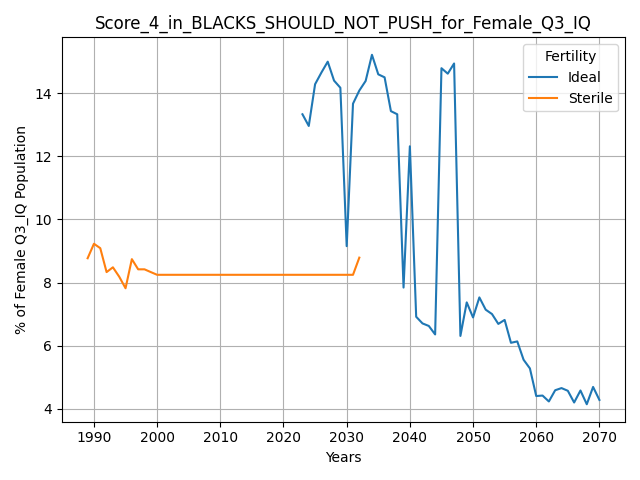 Score_4_in_BLACKS_SHOULD_NOT_PUSH_for_Female_Q3_IQ
% of Female Q3_IQ Population
14
12
10
8
6
4
Fertility
Ideal
Sterile
1990 2000 2010 2020 2030 2040 2050 2060 2070
Years